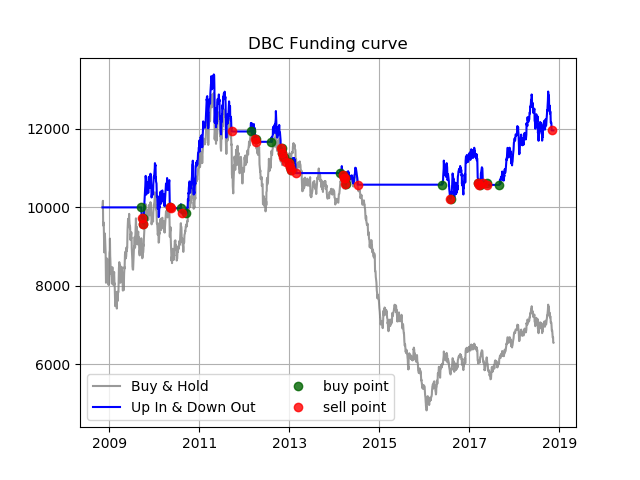 DBC Funding curve
12000
10000
8000
6000
Buy & Hold
Up In & Down Out
buy point
sell point
2009 2011 2013 2015 2017 2019